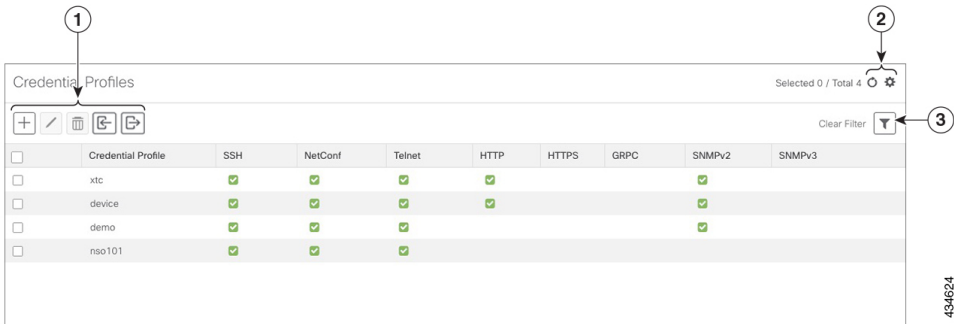 1
2
Credential Profiles
Selected 0 / Total 4
Clear Filter
3
Credential Profile SSH NetConf Telnet HTTP HTTPS GRPC SNMPv2 SNMPv3
xtc
device
demo
nso101
434624